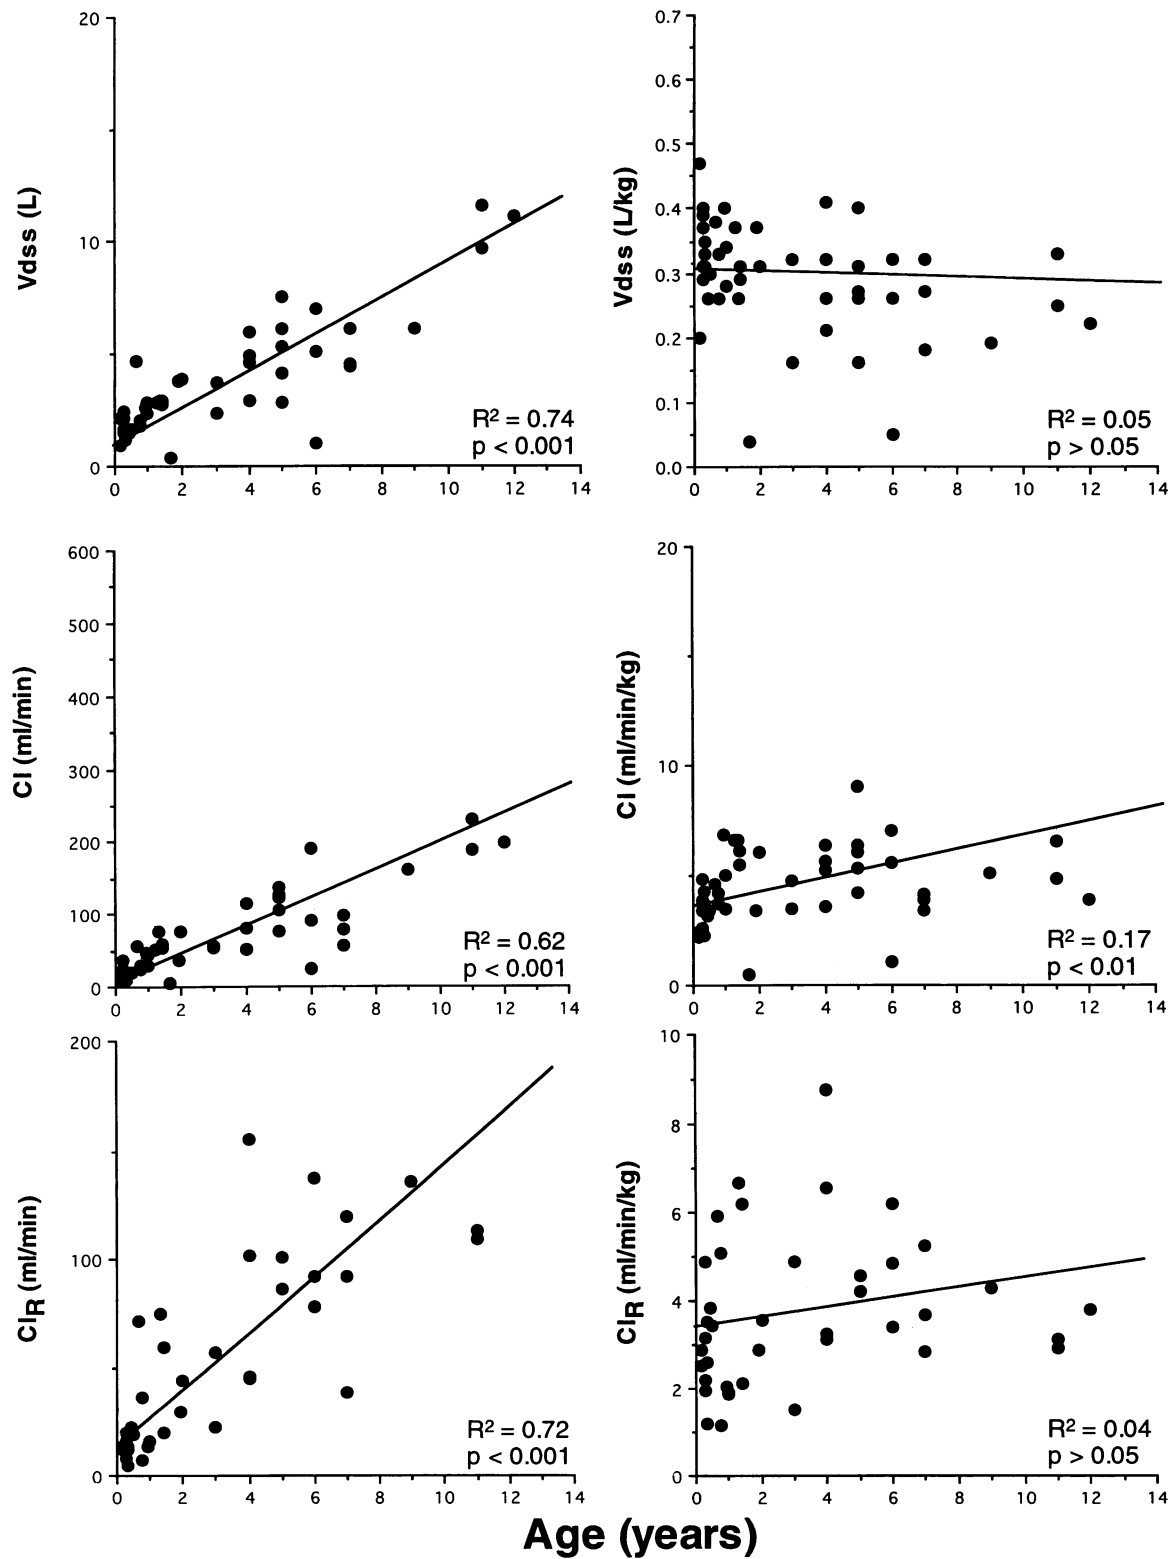 20
10
0
Vdss (L)
R² = 0.74
p < 0.001
0 2 4 6 8 10 12 14
0.7
0.6
0.5
0.4
0.3
0.2
0.1
0.0
Vdss (L/kg)
R² = 0.05
p > 0.05
0 2 4 6 8 10 12 14
600
500
400
300
200
100
0
Cl (ml/min)
R² = 0.62
p < 0.001
0 2 4 6 8 10 12 14
20
10
0
Cl (ml/min/kg)
R² = 0.17
p < 0.01
0 2 4 6 8 10 12 14
200
100
0
ClR (ml/min)
R² = 0.72
p < 0.001
0 2 4 6 8 10 12 14
10
8
6
4
2
0
ClR (ml/min/kg)
R² = 0.04
p > 0.05
0 2 4 6 8 10 12 14
Age (years)